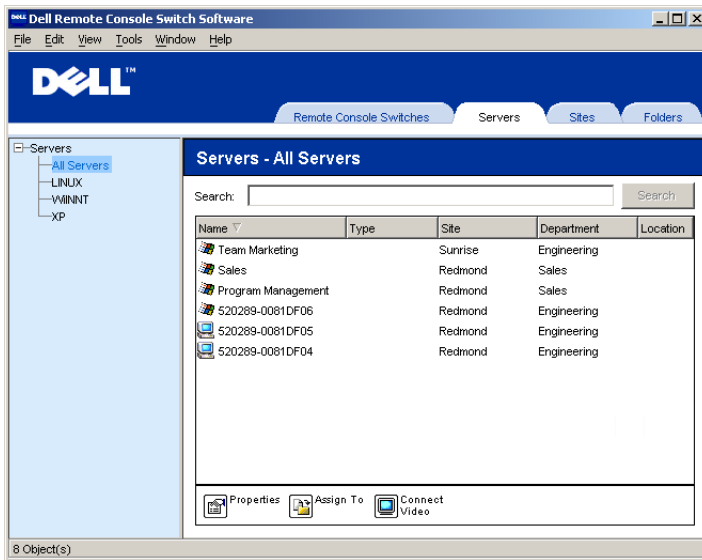 DELL Dell Remote Console Switch Software
File Edit View Tools Window Help
DELL™
Remote Console Switches Servers Sites Folders
Servers
All Servers
LINUX
WINNT
XP
Servers - All Servers
Search: Search
Name Type Site Department Location
Team Marketing Sunrise Engineering
Sales Redmond Sales
Program Management Redmond Sales
520289-0081DF06 Redmond Engineering
520289-0081DF05 Redmond Engineering
520289-0081DF04 Redmond Engineering
Properties Assign To Connect
Video
8 Object(s)